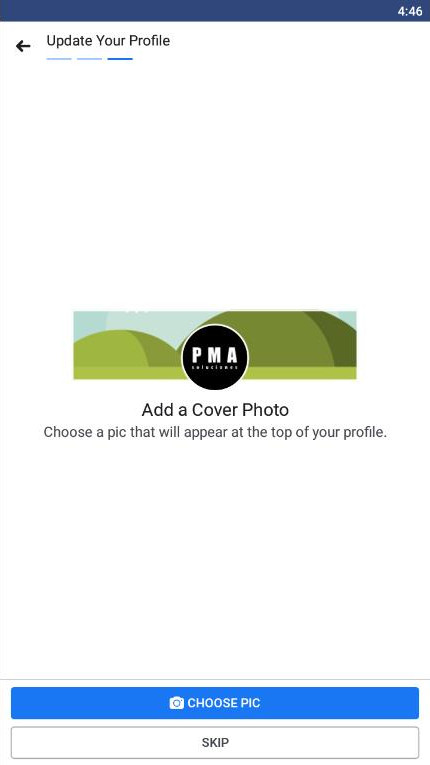 4:46
Update Your Profile
PMA
soluciones
Add a Cover Photo
Choose a pic that will appear at the top of your profile.
CHOOSE PIC
SKIP